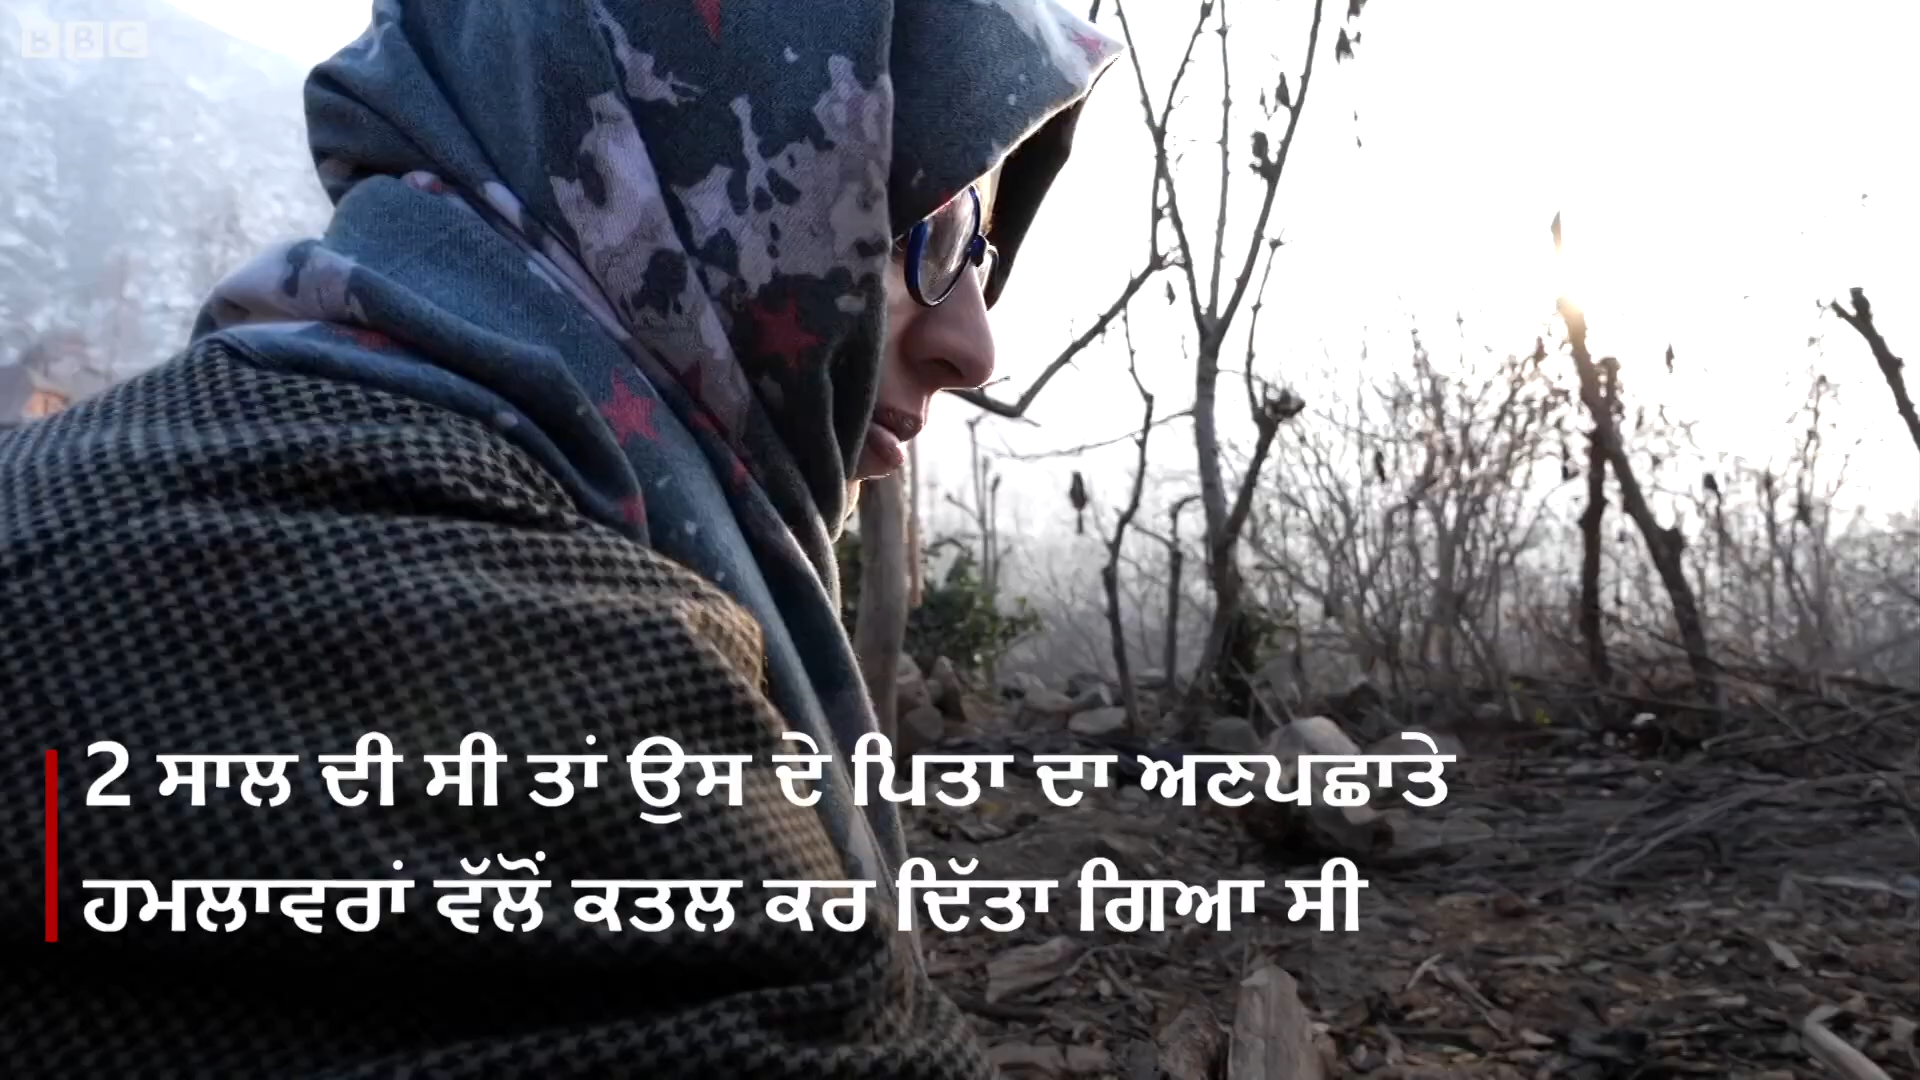 BBC
2 ਸਾਲ ਦੀ ਸੀ ਤਾਂ ਉਸ ਦੇ ਪਿਤਾ ਦਾ ਅਣਪਛਾਤੇ
ਹਮਲਾਵਰਾਂ ਵੱਲੋਂ ਕਤਲ ਕਰ ਦਿੱਤਾ ਗਿਆ ਸੀ